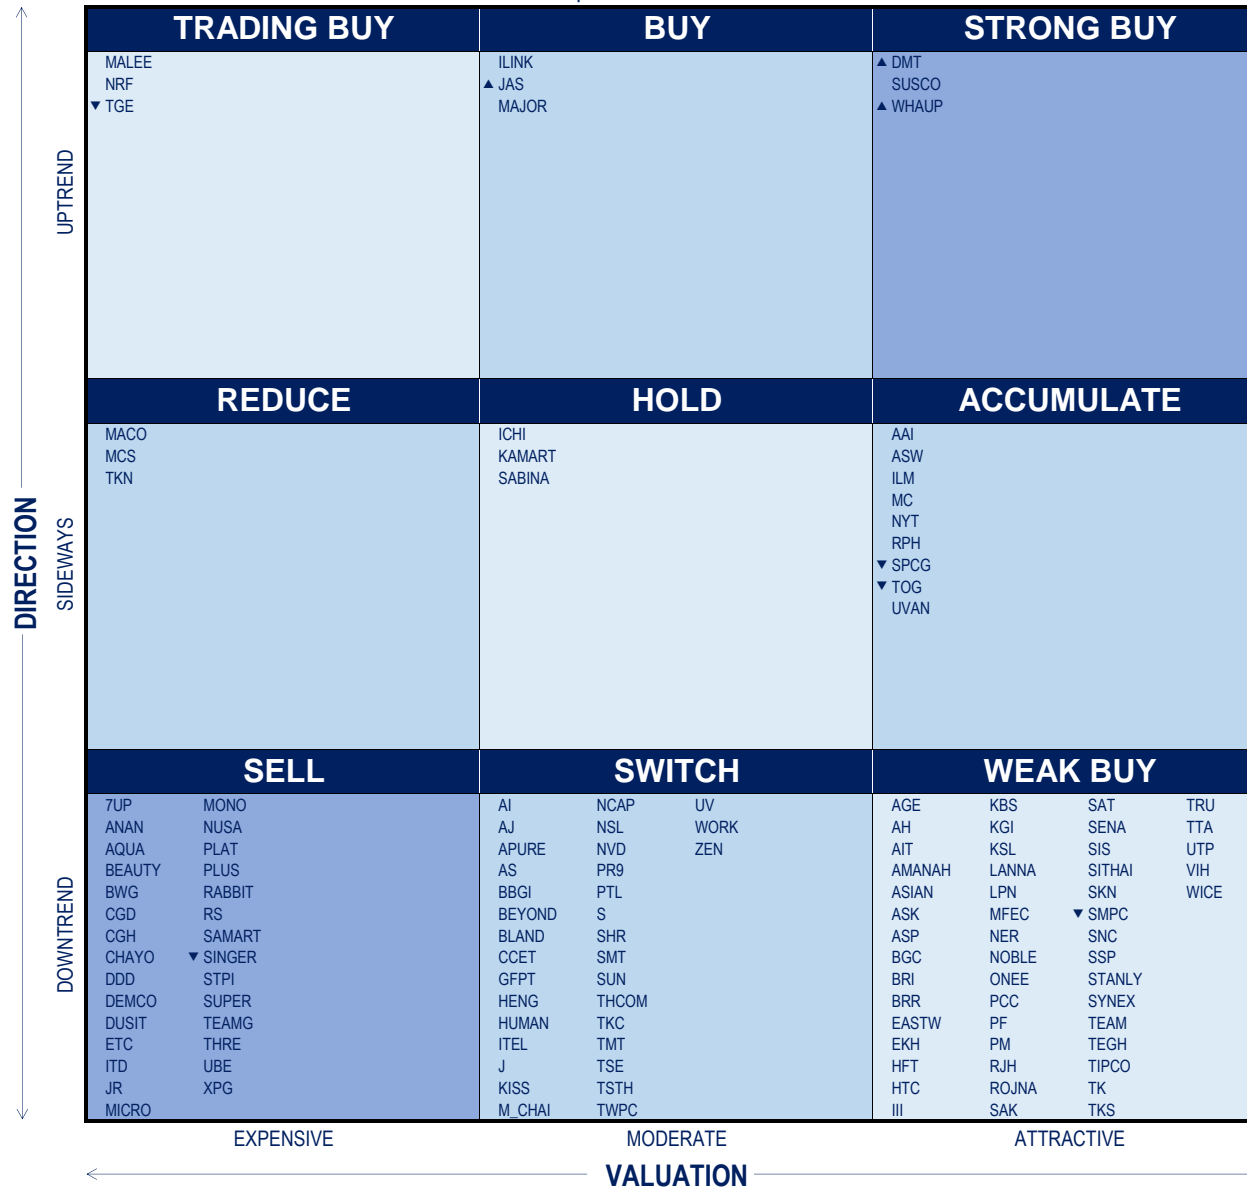 TRADING BUY BUY STRONG BUY
MALEE ILINK ▲ DMT
NRF ▲ JAS SUSCO
▼ TGE MAJOR ▲ WHAUP
UPTREND
REDUCE HOLD ACCUMULATE
MACO ICHI AAI
MCS KAMART ASW
TKN SABINA ILM
MC
NYT
RPH
▼ SPCG
▼ TOG
UVAN
DIRECTION
SIDEWAYS
SELL SWITCH WEAK BUY
7UP MONO AI NCAP UV AGE KBS SAT TRU
ANAN NUSA AJ NSL WORK AH KGI SENA TTA
AQUA PLAT APURE NVD ZEN AIT KSL SIS UTP
BEAUTY PLUS AS PR9 AMANAH LANNA SITHAI VIH
BWG RABBIT BBGI PTL ASIAN LPN SKN WICE
CGD RS BEYOND S ASK MFEC ▼ SMPC
CGH SAMART BLAND SHR ASP NER SNC
CHAYO ▼ SINGER CCET SMT BGC NOBLE SSP
DDD STPI GFPT SUN BRI ONEE STANLY
DEMCO SUPER HENG THCOM BRR PCC SYNEX
DUSIT TEAMG HUMAN TKC EASTW PF TEAM
ETC THRE ITEL TMT EKH PM TEGH
ITD UBE J TSE HFT RJH TIPCO
JR XPG KISS TSTH HTC ROJNA TK
MICRO M_CHAI TWPC III SAK TKS
DOWNTREND
EXPENSIVE MODERATE ATTRACTIVE
VALUATION